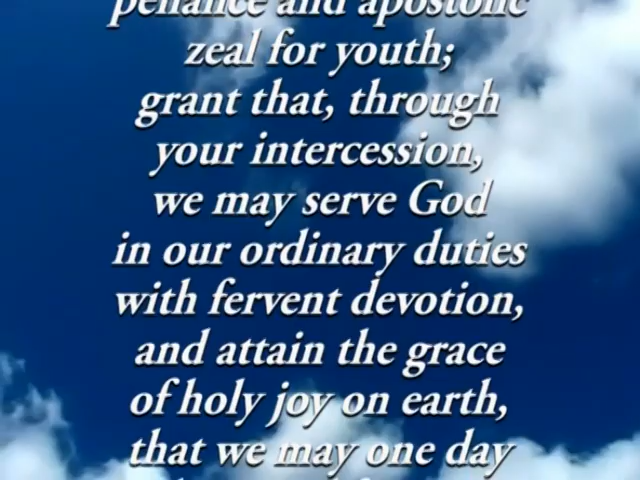 penance and apostolic
zeal for youth;
grant that, through
your intercession,
we may serve God
in our ordinary duties
with fervent devotion,
and attain the grace
of holy joy on earth,
that we may one day